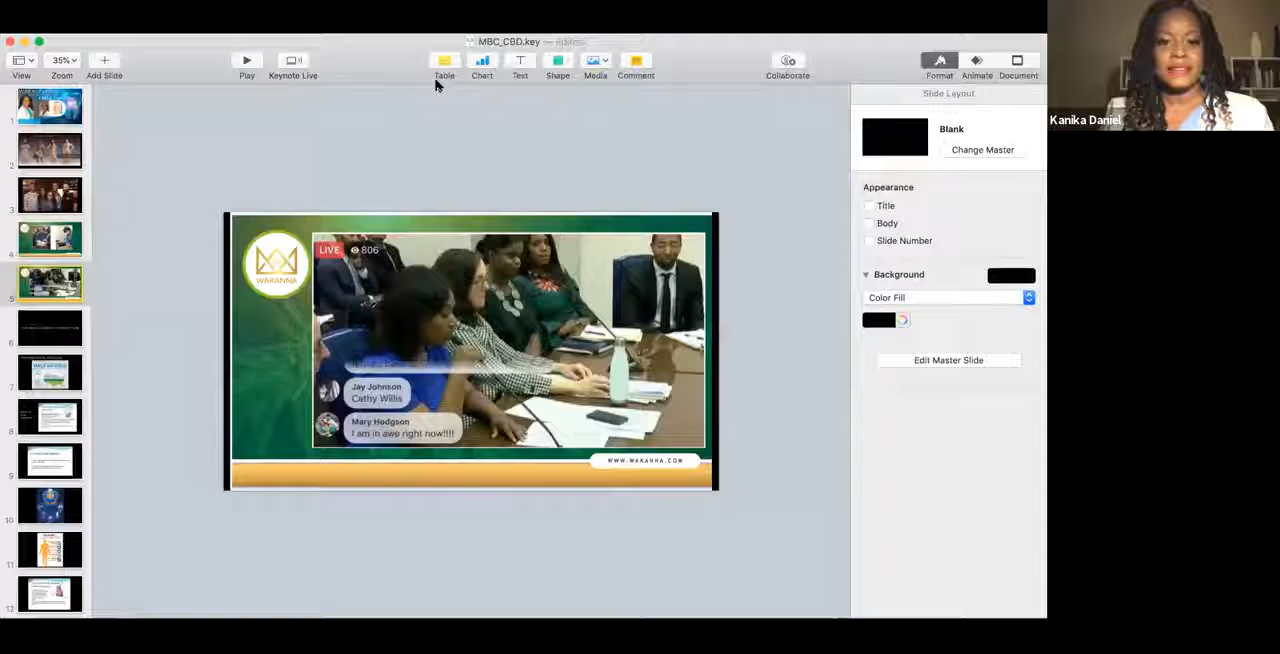 MBC_CBD.key — Edited
35%
View
Zoom
Add Slide
Play
Keynote Live
Table
Chart
Text
Shape
Media
Comment
Collaborate
Format
Animate
Document
Slide Layout
Blank
Change Master
Appearance
Title
Body
Slide Number
Background
Color Fill
Edit Master Slide
1
2
3
4
5
6
7
8
9
10
11
12
WAKANNA
LIVE
806
Jay Johnson
Cathy Willis
Mary Hodgson
I am in awe right now!!!!
WWW.WAKANNA.COM
Kanika Daniel